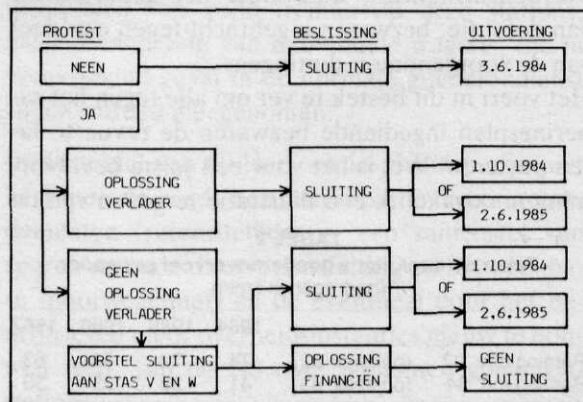 PROTEST BESLISSING UITVOERING
NEEN SLUITING 3.6.1984
JA
OPLOSSING
VERLADER
SLUITING
1.10.1984
OF
2.6.1985
GEEN
OPLOSSING
VERLADER
SLUITING
1.10.1984
OF
2.6.1985
VOORSTEL SLUITING
AAN STAS V EN W
OPLOSSING
FINANCIEN
GEEN
SLUITING